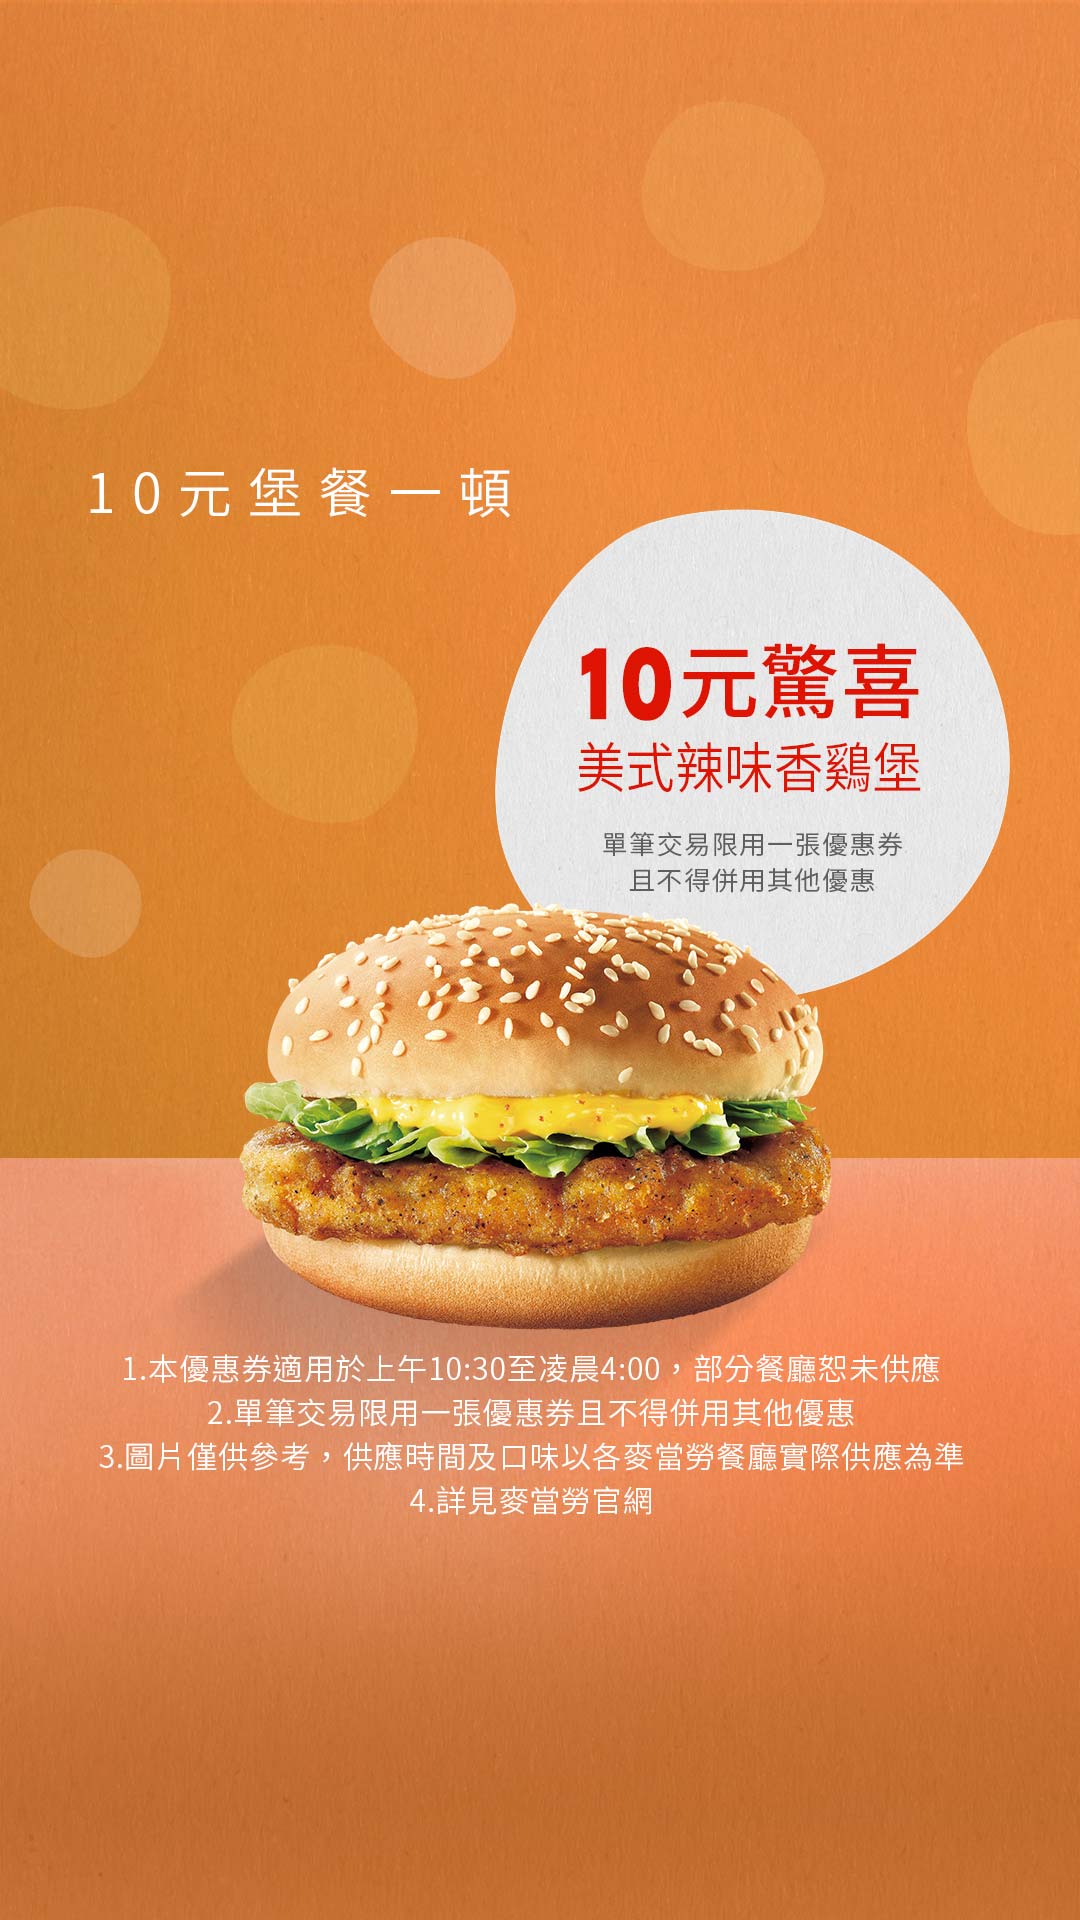 10元堡餐一頓
10元驚喜
美式辣味香鷄堡
單筆交易限用一張優惠券
且不得併用其他優惠
1.本優惠券適用於上午10:30至凌晨4:00，部分餐廳恕未供應
2.單筆交易限用一張優惠券且不得併用其他優惠
3.圖片僅供參考，供應時間及口味以各麥當勞餐廳實際供應為準
4.詳見麥當勞官網